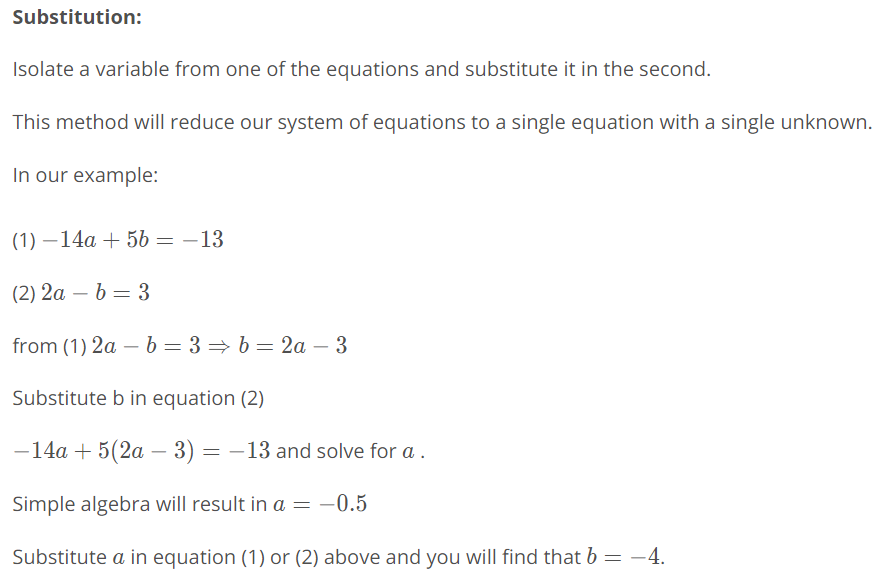 Substitution:
Isolate a variable from one of the equations and substitute it in the second.
This method will reduce our system of equations to a single equation with a single unknown.
In our example:
(1) −14a + 5b = −13
(2) 2a − b = 3
from (1) 2a − b = 3 ⇒ b = 2a − 3
Substitute b in equation (2)
−14a + 5(2a − 3) = −13 and solve for a .
Simple algebra will result in a = −0.5
Substitute a in equation (1) or (2) above and you will find that b = −4.